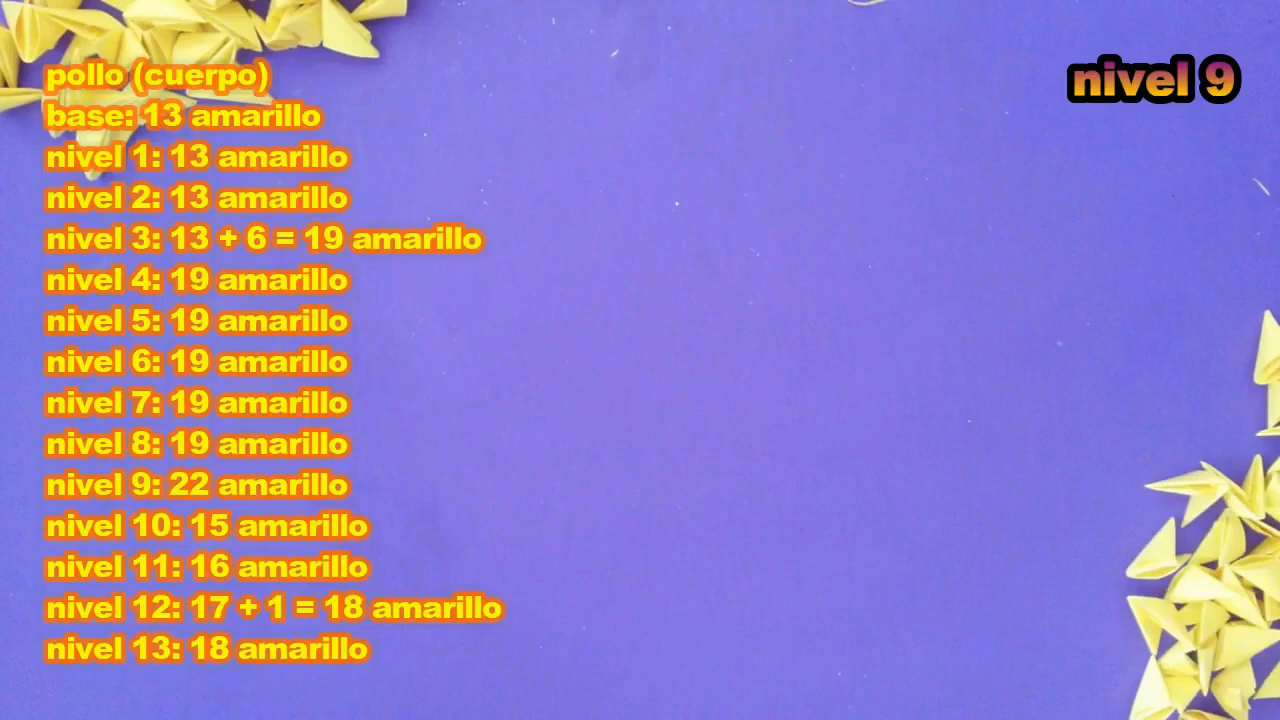 pollo (cuerpo)
base: 13 amarillo
nivel 1: 13 amarillo
nivel 2: 13 amarillo
nivel 3: 13 + 6 = 19 amarillo
nivel 4: 19 amarillo
nivel 5: 19 amarillo
nivel 6: 19 amarillo
nivel 7: 19 amarillo
nivel 8: 19 amarillo
nivel 9: 22 amarillo
nivel 10: 15 amarillo
nivel 11: 16 amarillo
nivel 12: 17 + 1 = 18 amarillo
nivel 13: 18 amarillo
nivel 9